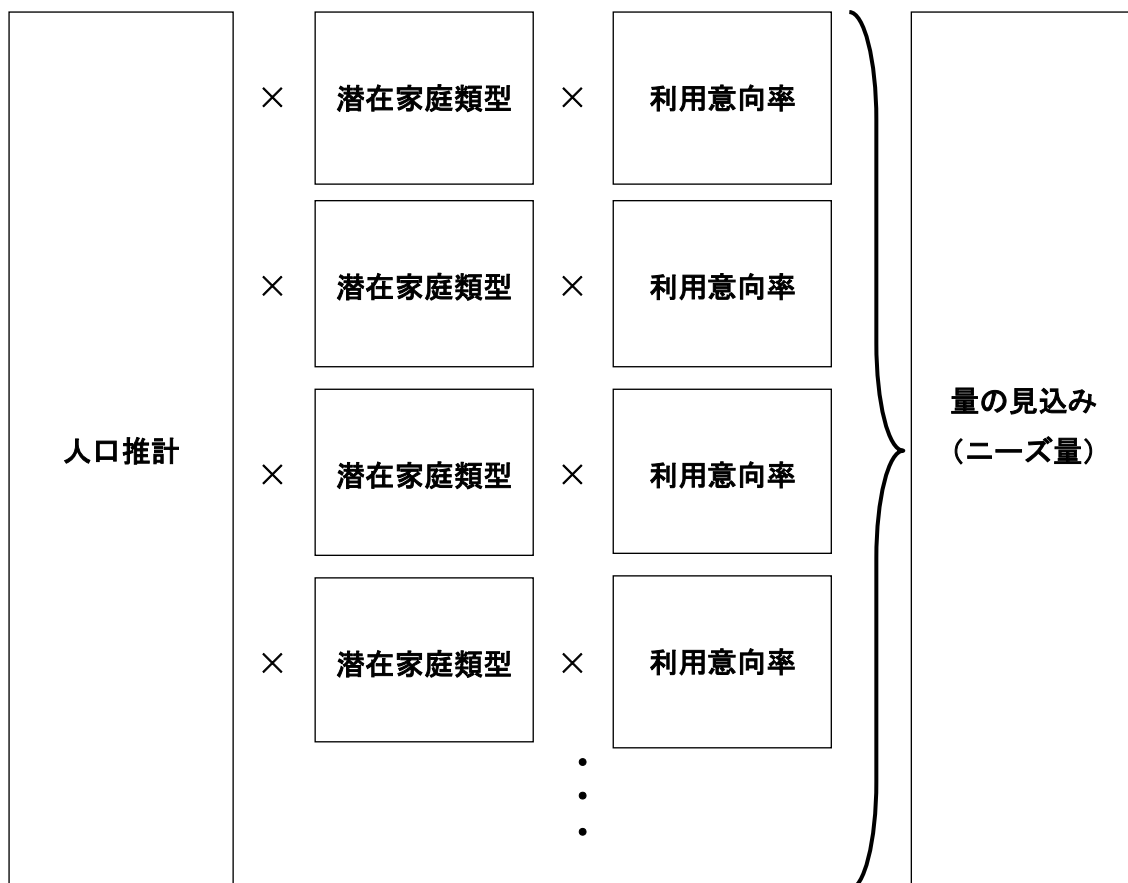 × 潜在家庭類型 × 利用意向率
× 潜在家庭類型 × 利用意向率
量の見込み
人口推計
(ニーズ量)
× 潜在家庭類型 × 利用意向率
× 潜在家庭類型 × 利用意向率
・
・
・